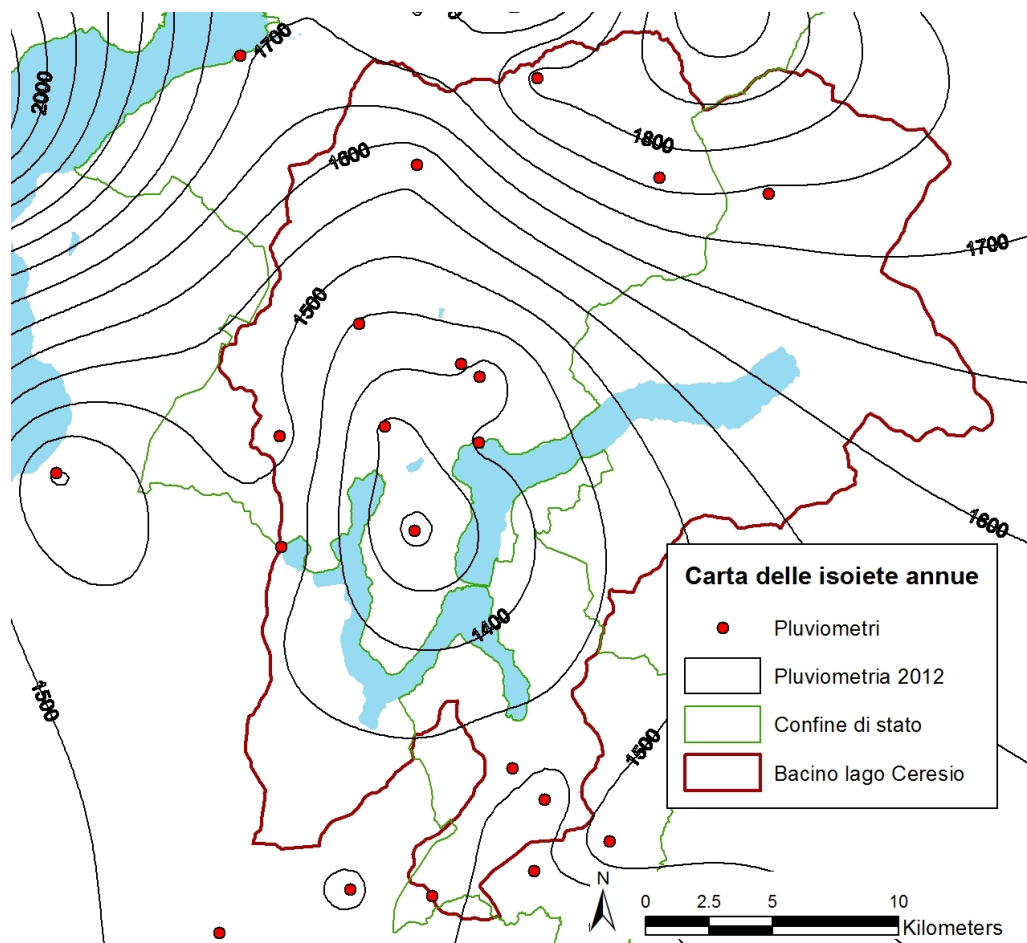 1700
2000
1800
1600
1700
1500
1600
1400
1500
1500
Carta delle isoiete annue
Pluviometri
Pluviometria 2012
Confine di stato
Bacino lago Ceresio
N
0 2.5 5 10
Kilometers